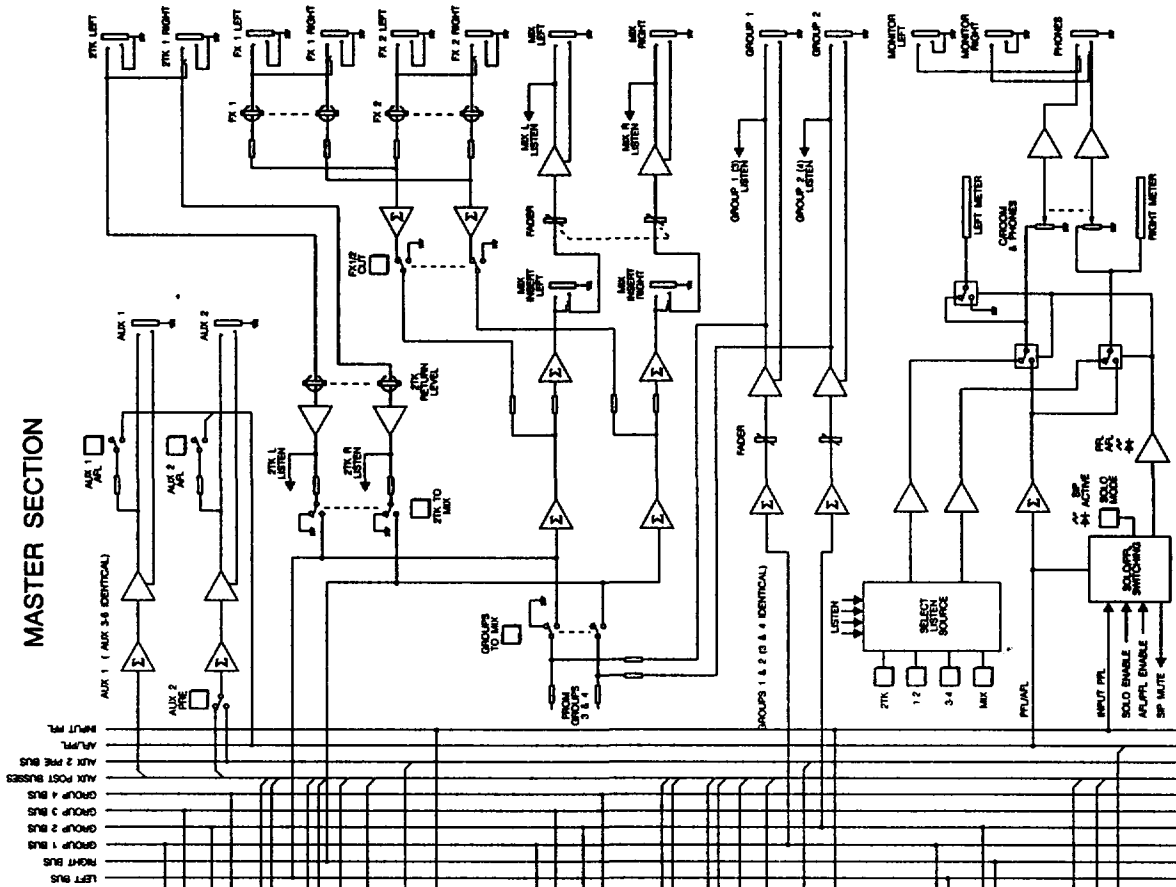 MASTER SECTION
2TK LEFT
2TK 1 RIGHT
FX 1 LEFT
FX 1 RIGHT
FX 2 LEFT
FX 2 RIGHT
MIX LEFT
MIX RIGHT
GROUP 1
GROUP 2
MONITOR LEFT
MONITOR RIGHT
PHONES
FX 1
FX 2
MIX L LISTEN
MIX R LISTEN
GROUP 1 (3) LISTEN
GROUP 2 (4) LISTEN
FADER
LEFT METER
C/ROOM & PHONES
RIGHT METER
Σ
Σ
FX1/2 CUT
MIX INSERT LEFT
MIX INSERT RIGHT
AUX 1
AUX 2
Σ
Σ
2TK RETURN LEVEL
AUX 1 AFL
AUX 2 AFL
2TK L LISTEN
2TK R LISTEN
2TK TO MIX
FADER
PFL AFL
SIP ACTIVE
SOLO MODE
Σ
Σ
Σ
Σ
Σ
AUX 1 ( AUX 3-6 IDENTICAL)
Σ
Σ
AUX 2 PRE
GROUPS TO MIX
FROM GROUPS 3 & 4
GROUPS 1 & 2 (3 & 4 IDENTICAL)
LISTEN
SELECT LISTEN SOURCE
2TK
1-2
3-4
MIX
PFL/AFL
SOLO/PFL SWITCHING
INPUT PFL
SOLO ENABLE
AFL/PFL ENABLE
SIP MUTE
INPUT PFL
AFL/PFL
AUX 2 PRE BUS
AUX POST BUSSES
GROUP 4 BUS
GROUP 3 BUS
GROUP 2 BUS
GROUP 1 BUS
RIGHT BUS
LEFT BUS